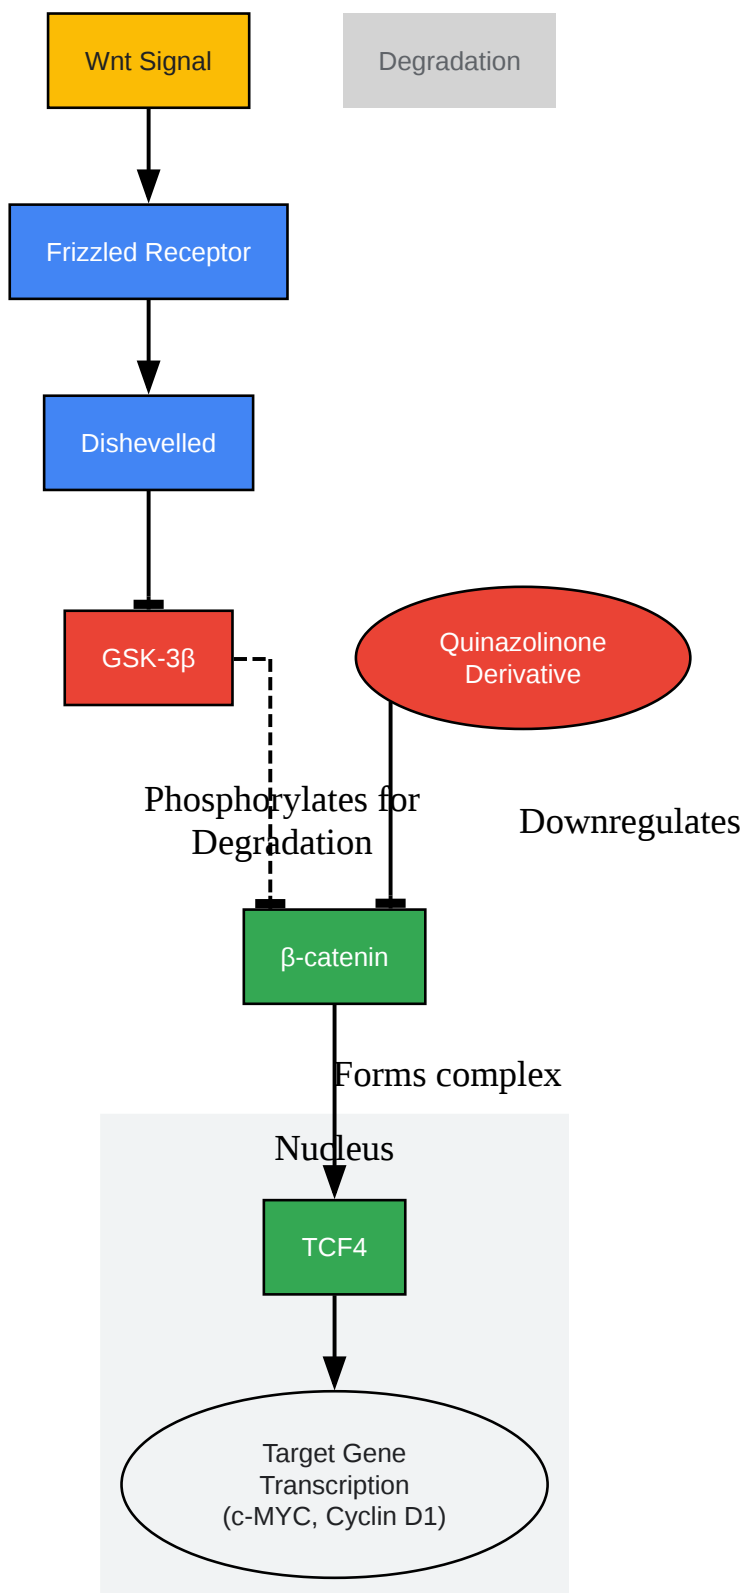 Wnt Signal
Degradation
Frizzled Receptor
Dishevelled
GSK-3β
Quinazolinone
Derivative
Phosphorylates for
Degradation
Downregulates
β-catenin
Forms complex
Nucleus
TCF4
Target Gene
Transcription
(c-MYC, Cyclin D1)